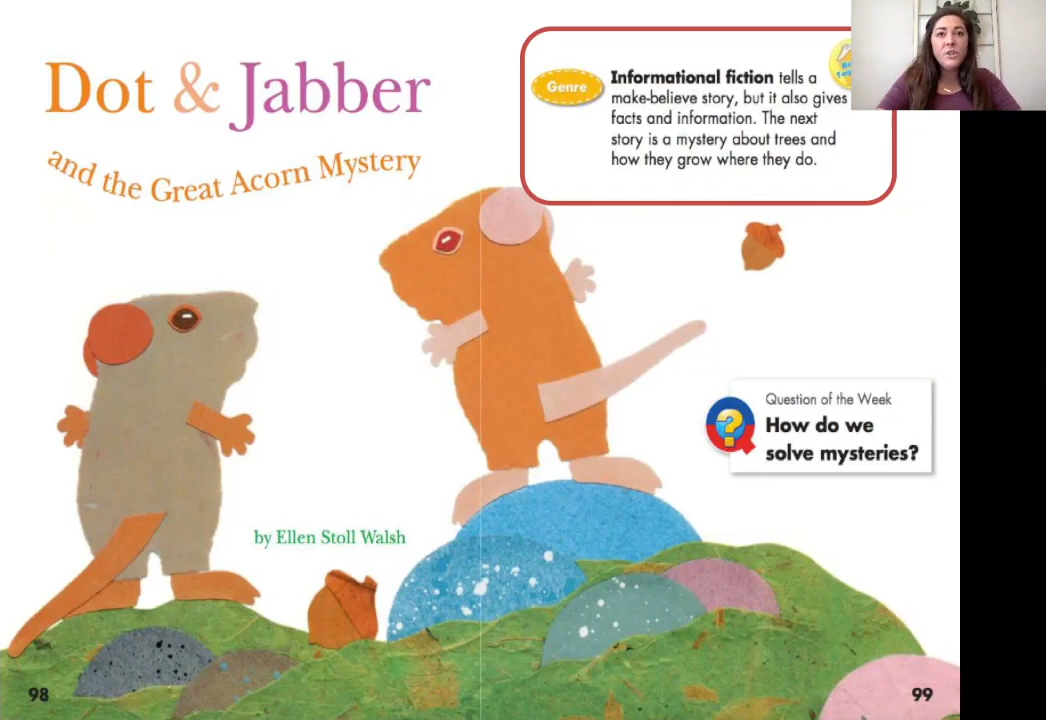 Dot & Jabber
and the Great Acorn Mystery
by Ellen Stoll Walsh
98
Genre
Informational fiction tells a
make-believe story, but it also gives
facts and information. The next
story is a mystery about trees and
how they grow where they do.
Question of the Week
How do we
solve mysteries?
99